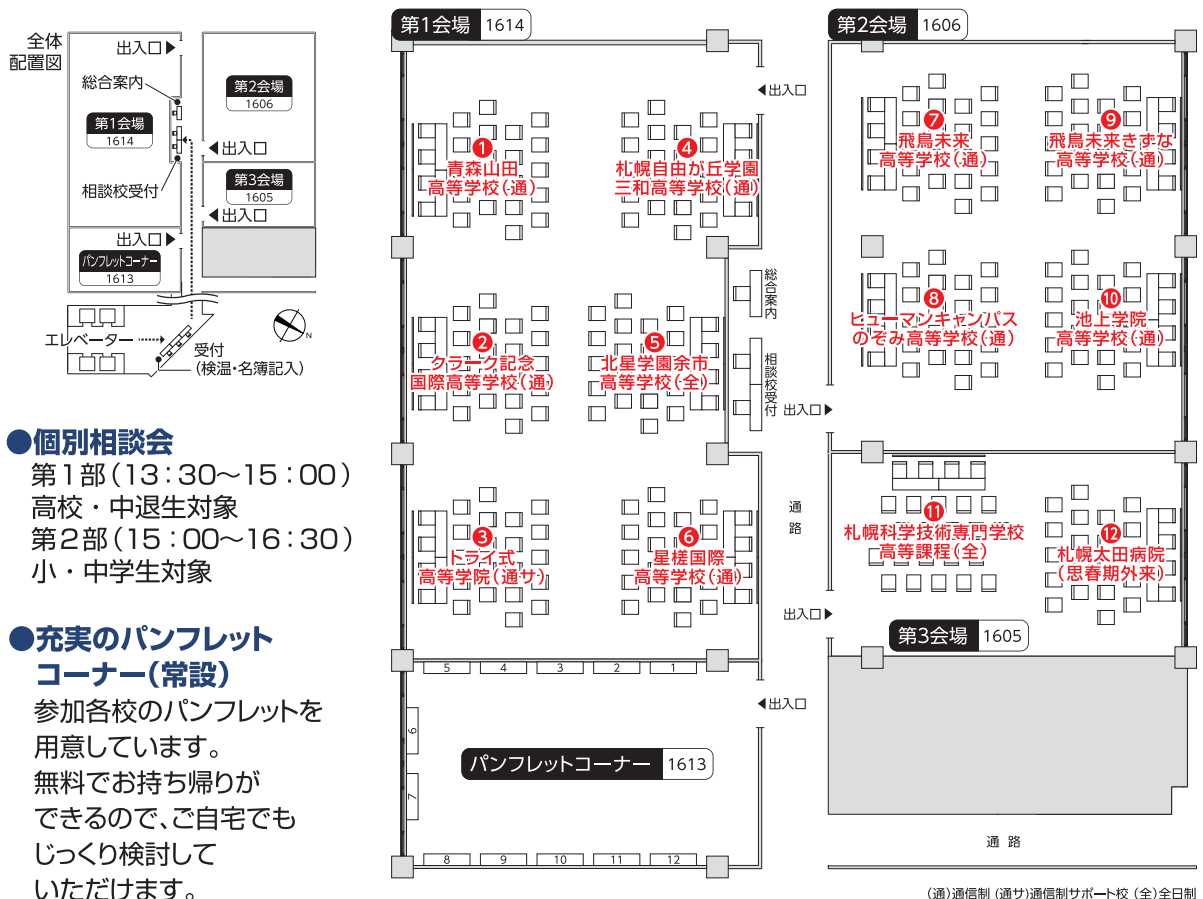 全体
配置図
出入口
総合案内
第1会場
1614
相談校受付
出入口
パンフレットコーナー
1613
第2会場
1606
出入口
第3会場
1605
出入口
エレベーター
受付
(検温・名簿記入)
N
●個別相談会
第1部(13:30～15:00)
高校・中退生対象
第2部(15:00～16:30)
小・中学生対象
●充実のパンフレット
コーナー(常設)
参加各校のパンフレットを
用意しています。
無料でお持ち帰りが
できるので、ご自宅でも
じっくり検討して
いただけます。
第1会場 1614
出入口
❶
青森山田
高等学校(通)
❹
札幌自由が丘学園
三和高等学校(通)
総合案内
❷
クラーク記念
国際高等学校(通)
❺
北星学園余市
高等学校(全)
相談校受付
❸
トライ式
高等学院(通サ)
❻
星槎国際
高等学校(通)
5 4 3 2 1
出入口
6
7
パンフレットコーナー 1613
8 9 10 11 12
第2会場 1606
❼
飛鳥未来
高等学校(通)
❾
飛鳥未来きずな
高等学校(通)
❽
ヒューマンキャンパス
のぞみ高等学校(通)
❿
池上学院
高等学校(通)
出入口
通路
⓫
札幌科学技術専門学校
高等課程(全)
⓬
札幌太田病院
(思春期外来)
出入口
第3会場 1605
通路
(通)通信制 (通サ)通信制サポート校 (全)全日制